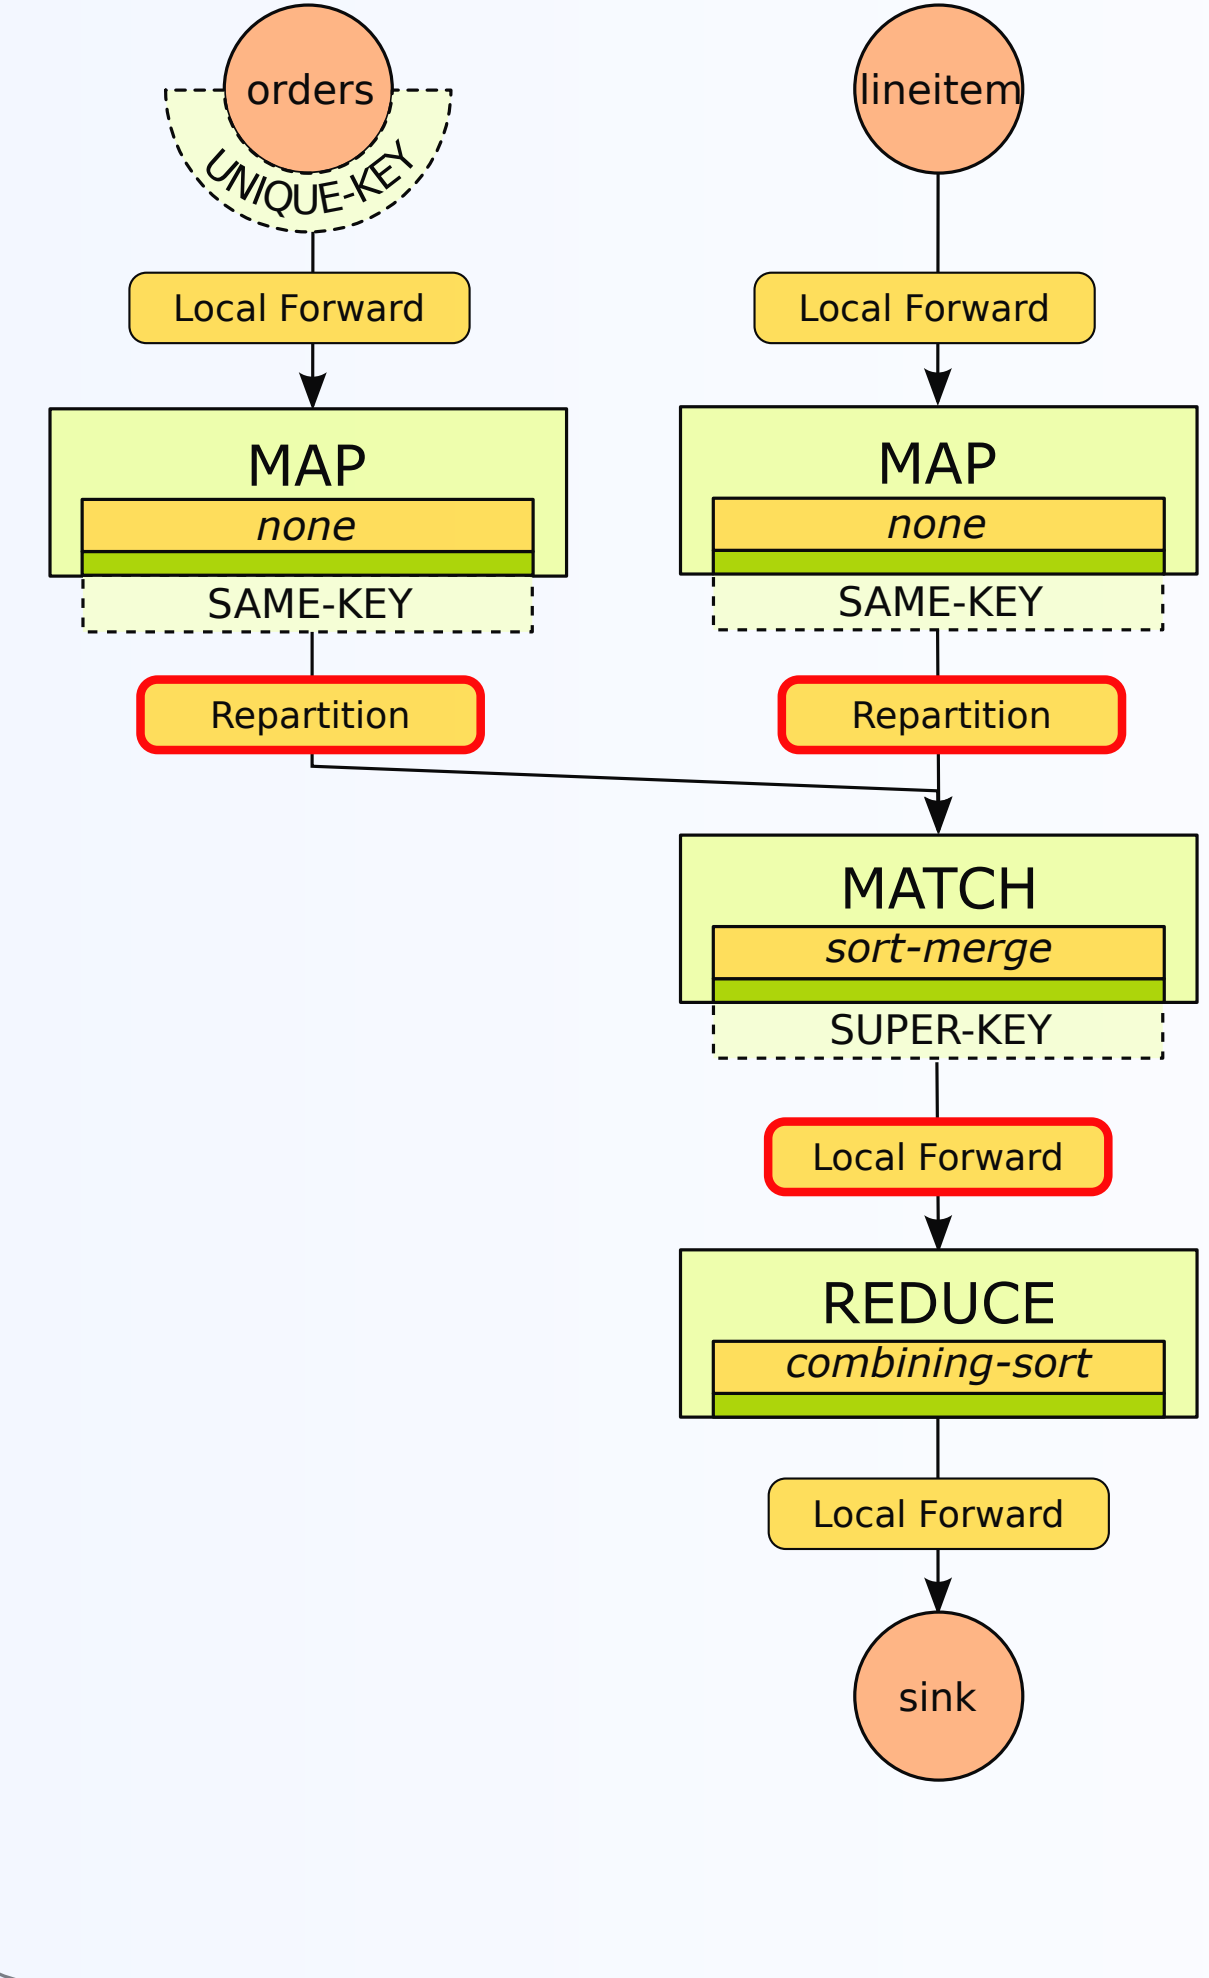 orders
UNIQUE-KEY
Local Forward
MAP
none
SAME-KEY
Repartition
lineitem
Local Forward
MAP
none
SAME-KEY
Repartition
MATCH
sort-merge
SUPER-KEY
Local Forward
REDUCE
combining-sort
Local Forward
sink